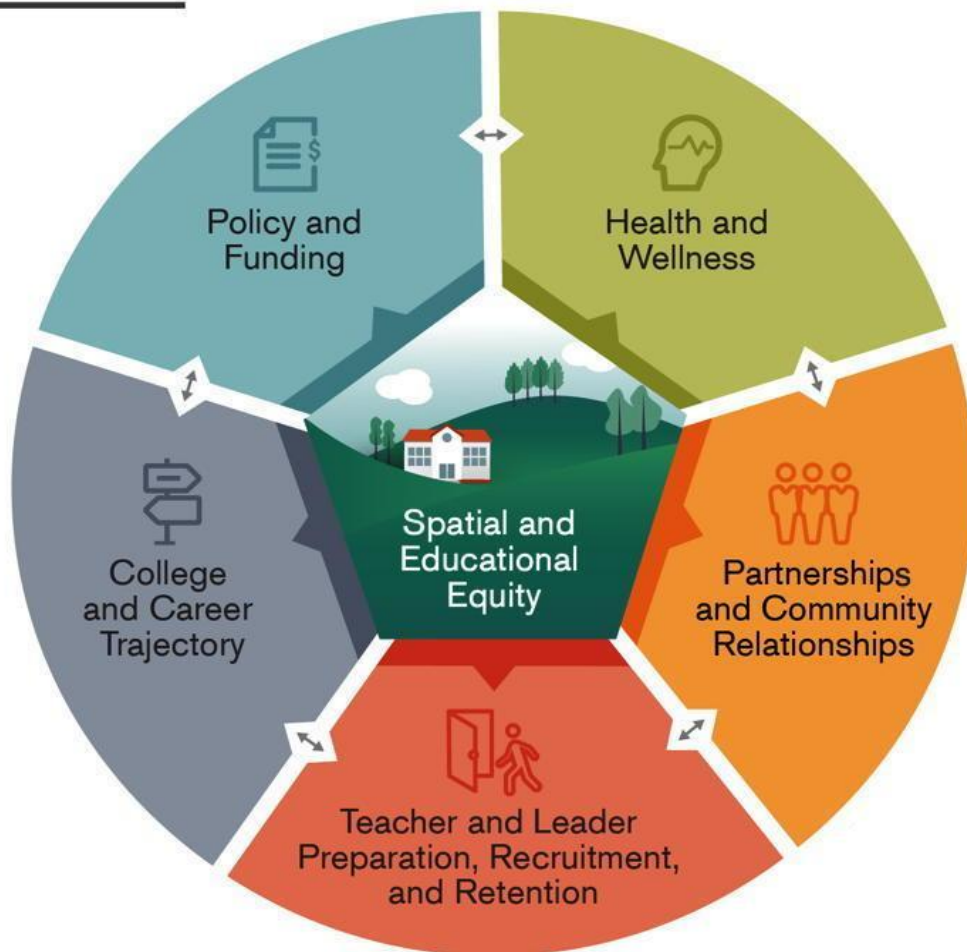 $
Policy and
Funding
Health and
Wellness
Spatial and
Educational
Equity
College
and Career
Trajectory
Partnerships
and Community
Relationships
Teacher and Leader
Preparation, Recruitment,
and Retention